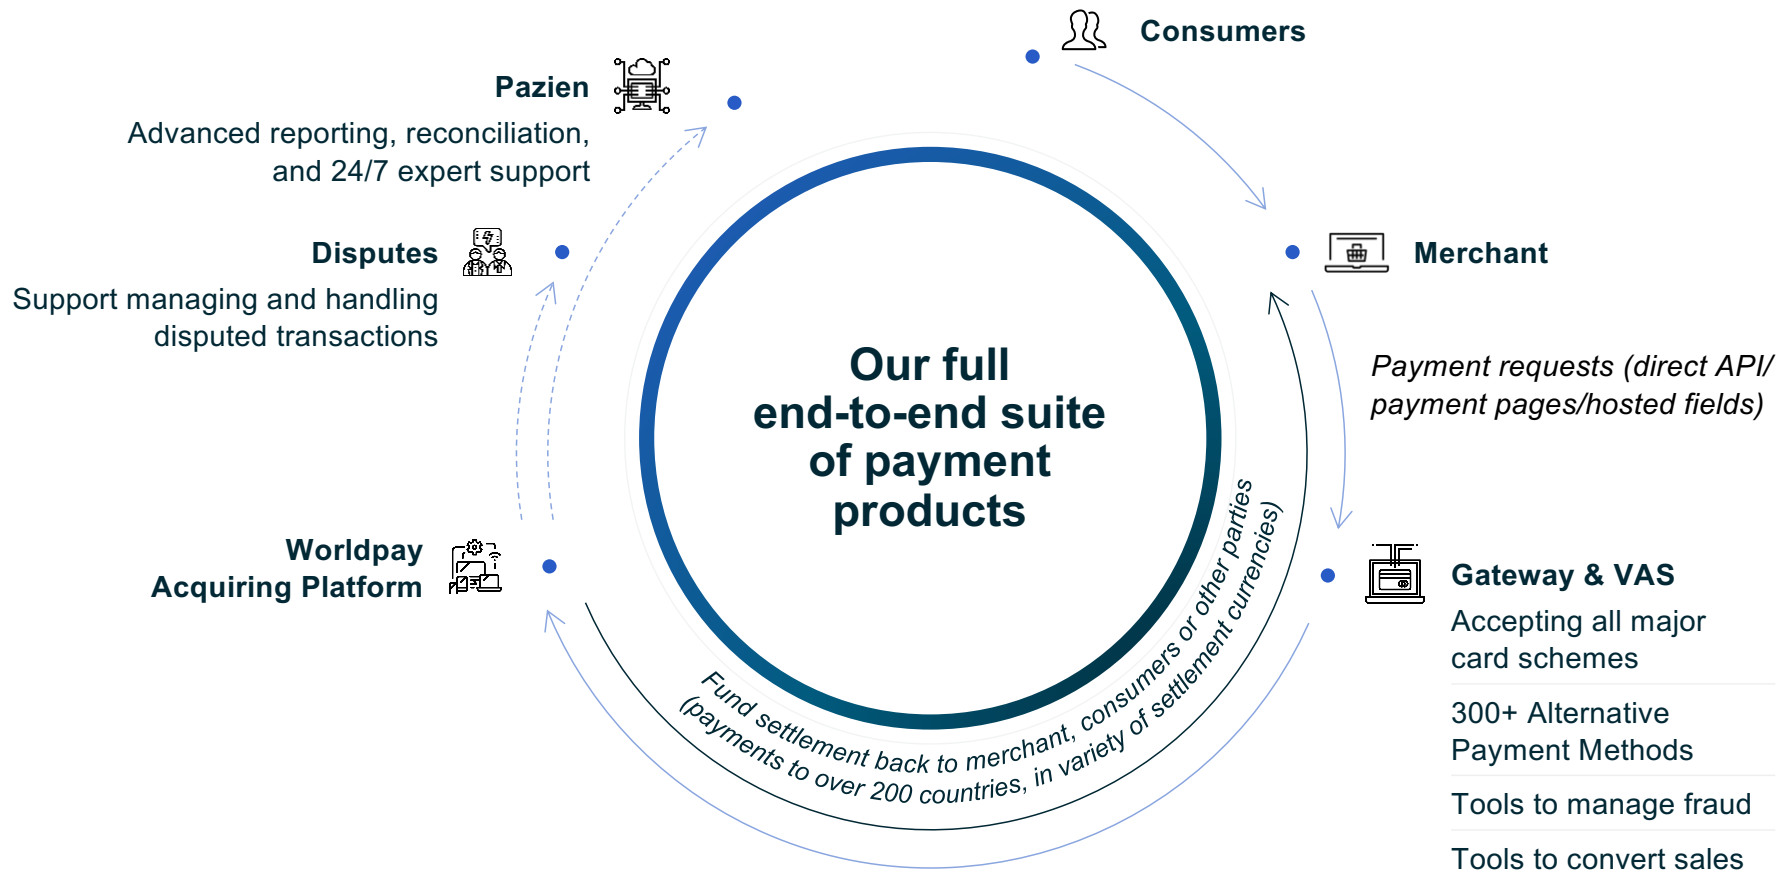 Consumers
Pazien
Advanced reporting, reconciliation,
and 24/7 expert support
Disputes
Support managing and handling
disputed transactions
Merchant
Our full
end-to-end suite
of payment
products
Payment requests (direct API/
payment pages/hosted fields)
Worldpay
Acquiring Platform
Fund settlement back to merchant, consumers or other parties
(payments to over 200 countries, in variety of settlement currencies)
Gateway & VAS
Accepting all major
card schemes
300+ Alternative
Payment Methods
Tools to manage fraud
Tools to convert sales